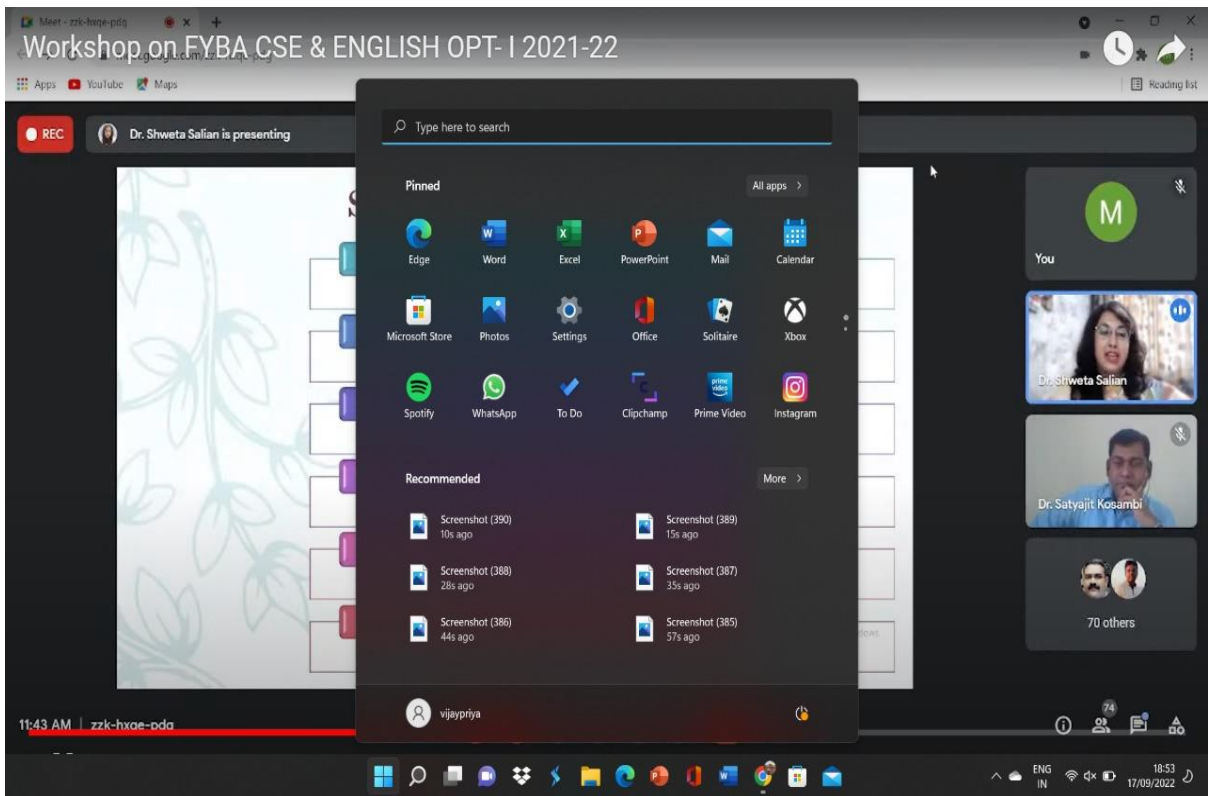 Meet - zzk-hxqe-pdq
Workshop on FYBA CSE & ENGLISH OPT- I 2021-22
Apps YouTube Maps
Reading list
REC
Dr. Shweta Salian is presenting
Type here to search
Pinned
All apps >
Edge Word Excel PowerPoint Mail Calendar
Microsoft Store Photos Settings Office Solitaire Xbox
Spotify WhatsApp To Do Clipchamp Prime Video Instagram
Recommended
More >
Screenshot (390)
10s ago
Screenshot (389)
15s ago
Screenshot (388)
28s ago
Screenshot (387)
35s ago
Screenshot (386)
44s ago
Screenshot (385)
57s ago
vijaypriya
M
You
Dr. Shweta Salian
Dr. Satyajit Kosambi
70 others
11:43 AM | zzk-hxqe-pdq
74
ENG
IN
18:53
17/09/2022